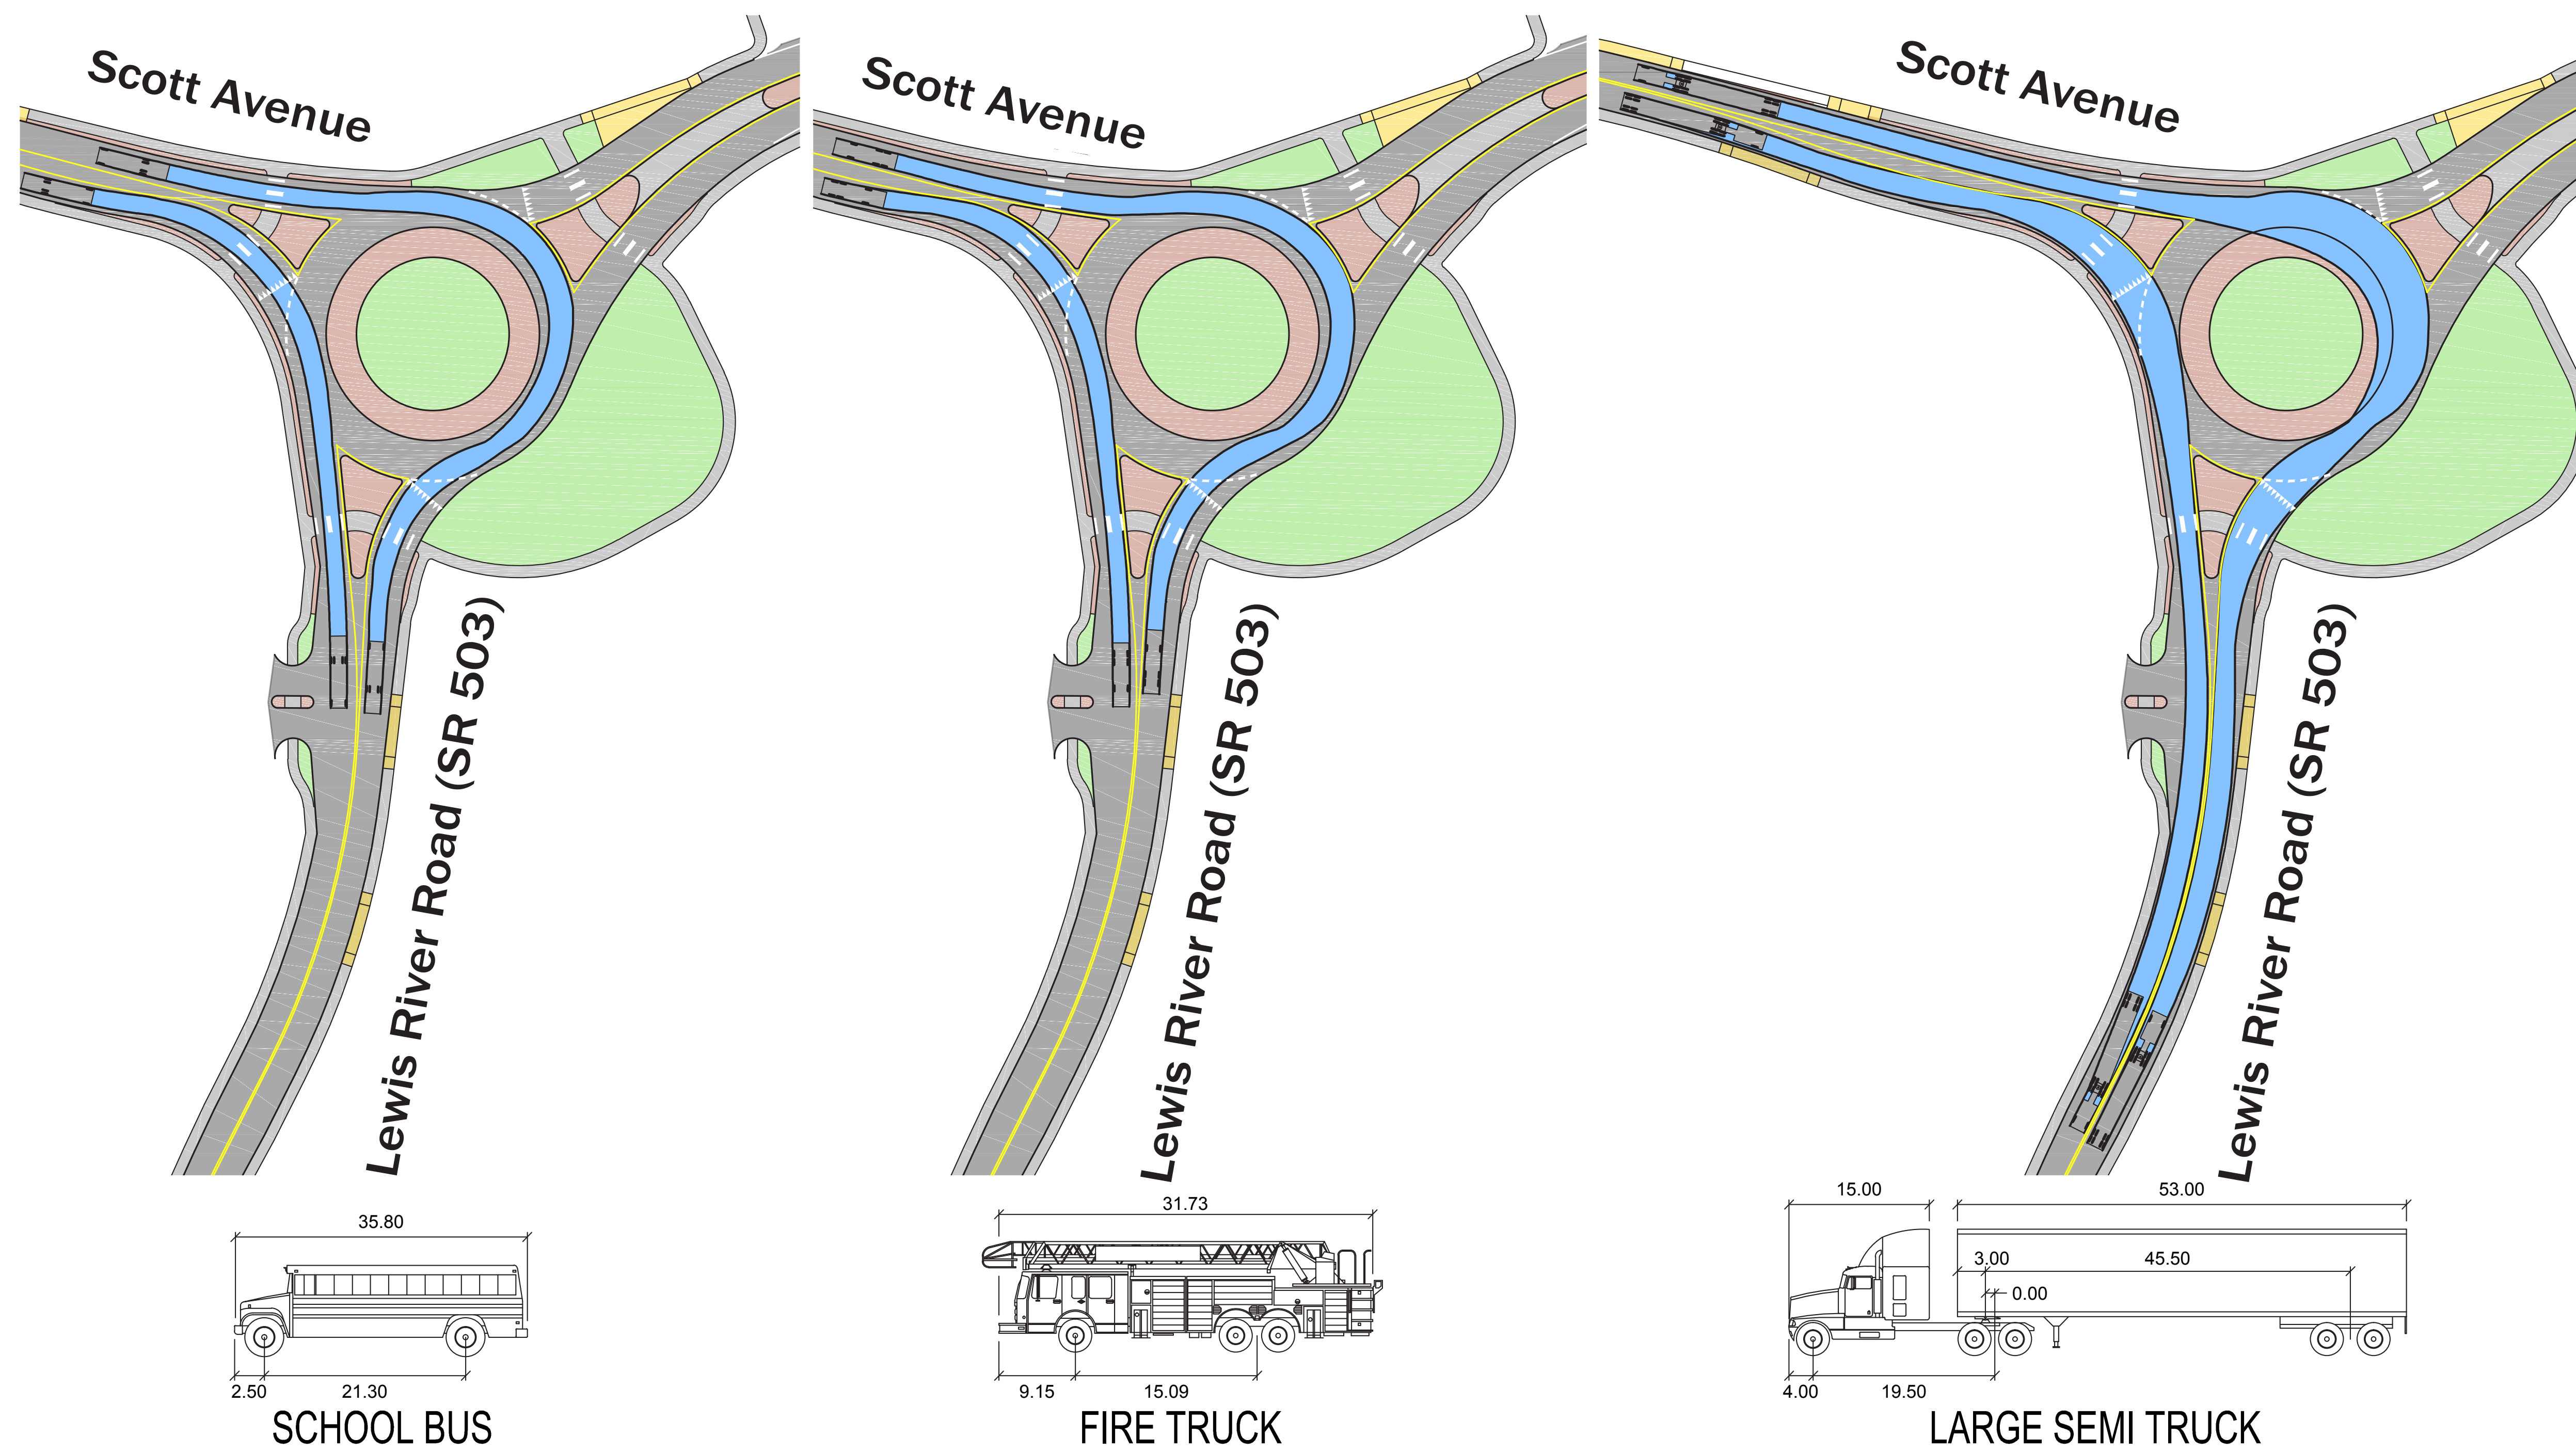 Scott Avenue
Scott Avenue
Scott Avenue
Lewis River Road (SR 503)
Lewis River Road (SR 503)
Lewis River Road (SR 503)
35.80
2.50
21.30
SCHOOL BUS
31.73
9.15
15.09
FIRE TRUCK
15.00
53.00
3.00
45.50
0.00
4.00
19.50
LARGE SEMI TRUCK